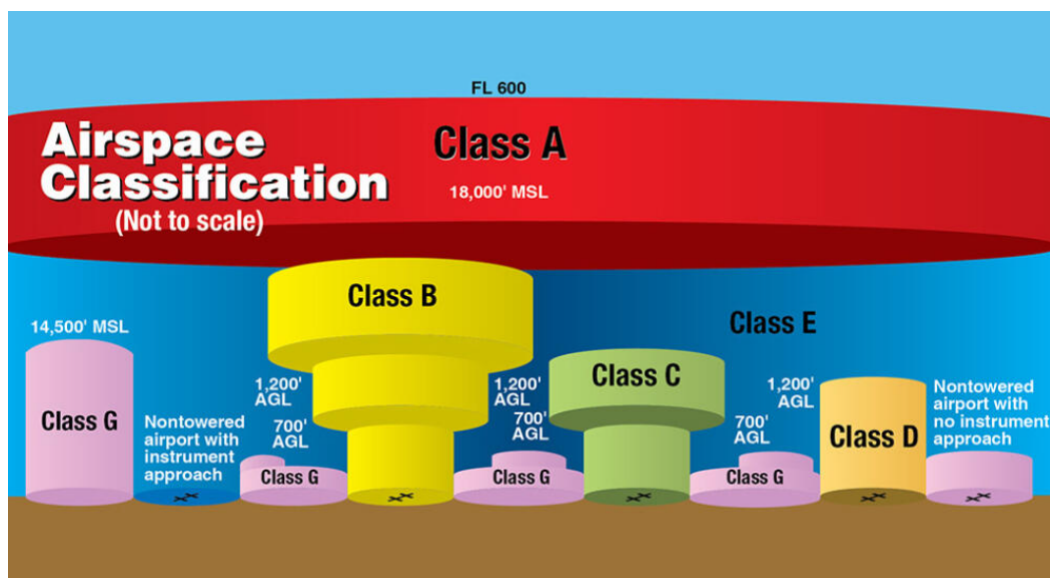 FL 600
Airspace
Classification
(Not to scale)
Class A
18,000' MSL
Class B
Class E
14,500' MSL
Class C
1,200'
AGL
1,200'
AGL
1,200'
AGL
Nontowered
airport with
no instrument
approach
Class G
Nontowered
airport with
instrument
approach
700'
AGL
700'
AGL
700'
AGL
Class D
Class G
Class G
Class G